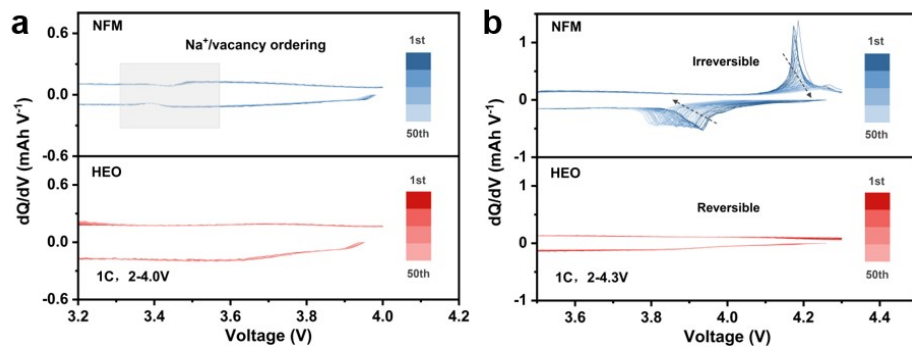 a
NFM
Na⁺/vacancy ordering
1st
50th
0.6
0.0
-0.6
HEO
1st
50th
0.6
0.0
-0.6
1C，2-4.0V
3.2 3.4 3.6 3.8 4.0 4.2
Voltage (V)
dQ/dV (mAh V⁻¹)
b
NFM
Irreversible
1st
50th
1
0
-1
HEO
Reversible
1st
50th
1
0
-1
1C，2-4.3V
3.6 3.8 4.0 4.2 4.4
Voltage (V)
dQ/dV (mAh V⁻¹)